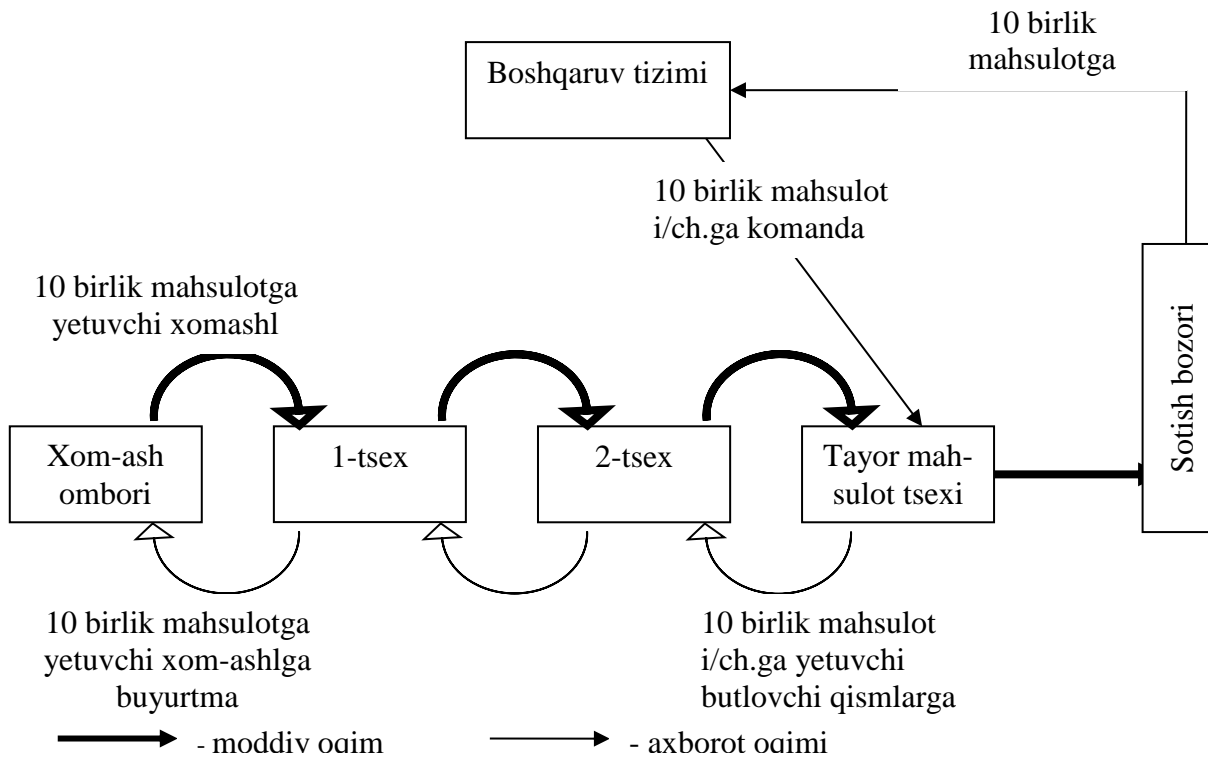 10 birlik
mahsulotga
Boshqaruv tizimi
10 birlik mahsulot
i/ch.ga komanda
10 birlik mahsulotga
yetuvchi xomashl
Sotish bozori
Xom-ash
ombori
1-tsex
2-tsex
Tayor mah-
sulot tsexi
10 birlik mahsulotga
yetuvchi xom-ashlga
buyurtma
10 birlik mahsulot
i/ch.ga yetuvchi
butlovchi qismlarga
- moddiy oqim
- axborot oqimi